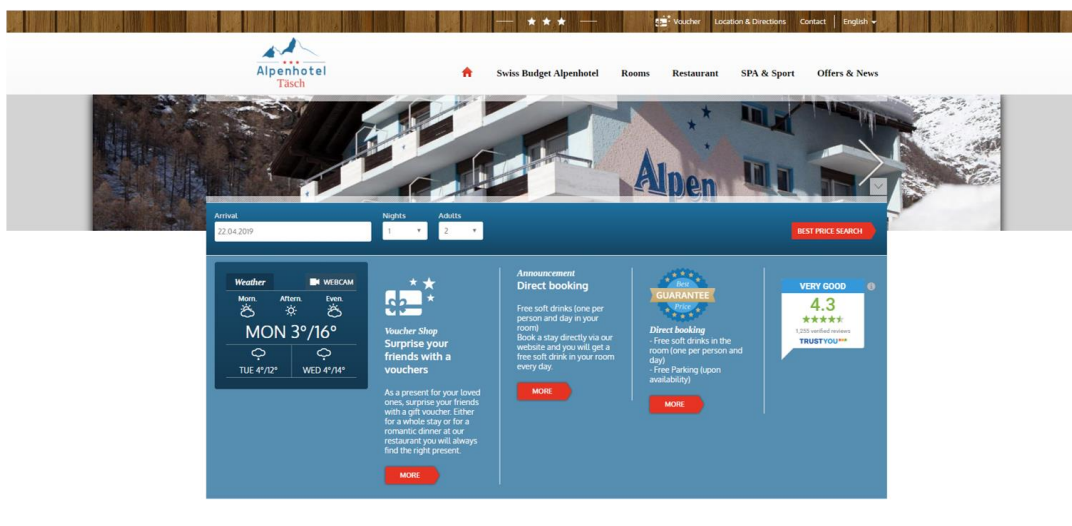 Voucher
Location & Directions
Contact
English
Alpenhotel
Täsch
Swiss Budget Alpenhotel
Rooms
Restaurant
SPA & Sport
Offers & News
Alpen
Arrival
22.04.2019
Nights
1
Adults
2
BEST PRICE SEARCH
Weather
WEBCAM
Morn.
Aftern.
Even.
MON 3°/16°
TUE 4°/12°
WED 4°/14°
Voucher Shop
Surprise your
friends with a
vouchers
As a present for your loved
ones, surprise your friends
with a gift voucher. Either
for a whole stay or for a
romantic dinner at our
restaurant you will always
find the right present.
MORE
Announcement
Direct booking
Free soft drinks (one per
person and day in your
room)
Book a stay directly via our
website and you will get a
free soft drink in your room
every day.
MORE
Best
GUARANTEE
Price
Direct booking
- Free soft drinks in the
room (one per person and
day)
- Free Parking (upon
availability)
MORE
VERY GOOD
4.3
1,255 verified reviews
TRUSTYOU